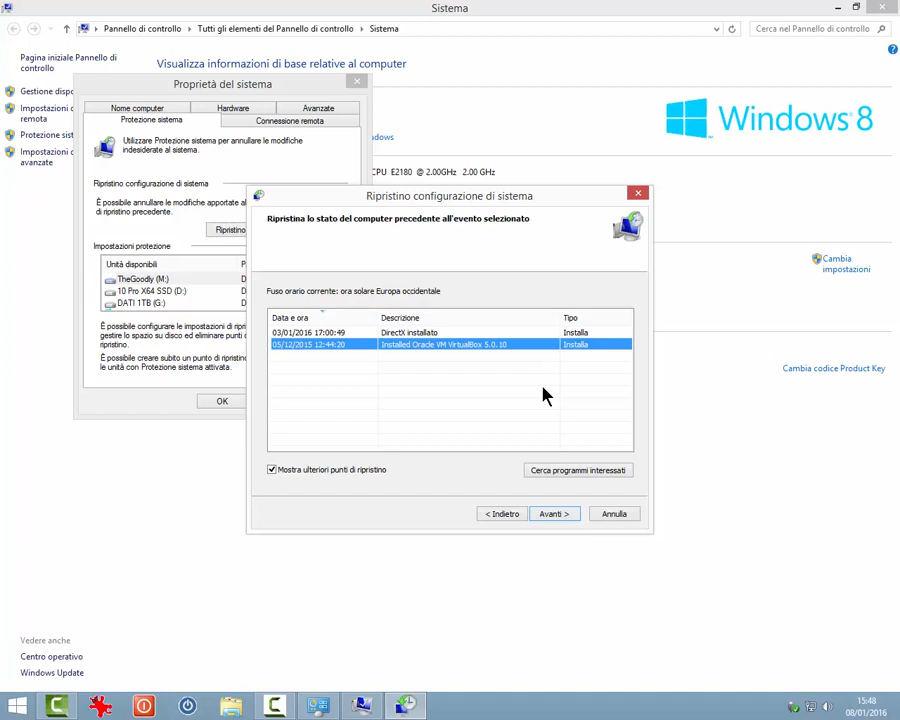 Sistema
Pannello di controllo
Tutti gli elementi del Pannello di controllo
Sistema
Cerca nel Pannello di controllo
Pagina iniziale Pannello di
controllo
Visualizza informazioni di base relative al computer
Gestione dispo
Impostazioni d
remota
Protezione sist
Impostazioni d
avanzate
Windows 8
dows
CPU E2180 @ 2.00GHz 2.00 GHz
Cambia
impostazioni
Cambia codice Product Key
Proprietà del sistema
Nome computer
Hardware
Avanzate
Protezione sistema
Connessione remota
Utilizzare Protezione sistema per annullare le modifiche
indesiderate al sistema.
Ripristino configurazione di sistema
È possibile annullare le modifiche apportate al
di ripristino precedente.
Ripristino
Impostazioni protezione
Unità disponibili
P
TheGoodly (M:)
D
10 Pro X64 SSD (D:)
D
DATI 1TB (G:)
D
È possibile configurare le impostazioni di ripri
gestire lo spazio su disco ed eliminare punti di
ripristino.
È possibile creare subito un punto di ripristino
le unità con Protezione sistema attivata.
OK
Ripristino configurazione di sistema
Ripristina lo stato del computer precedente all'evento selezionato
Fuso orario corrente: ora solare Europa occidentale
Data e ora
Descrizione
Tipo
03/01/2016 17:00:49
DirectX installato
Installa
05/12/2015 12:44:20
Installed Oracle VM VirtualBox 5.0.10
Installa
Mostra ulteriori punti di ripristino
Cerca programmi interessati
< Indietro
Avanti >
Annulla
Vedere anche
Centro operativo
Windows Update
15:48
08/01/2016